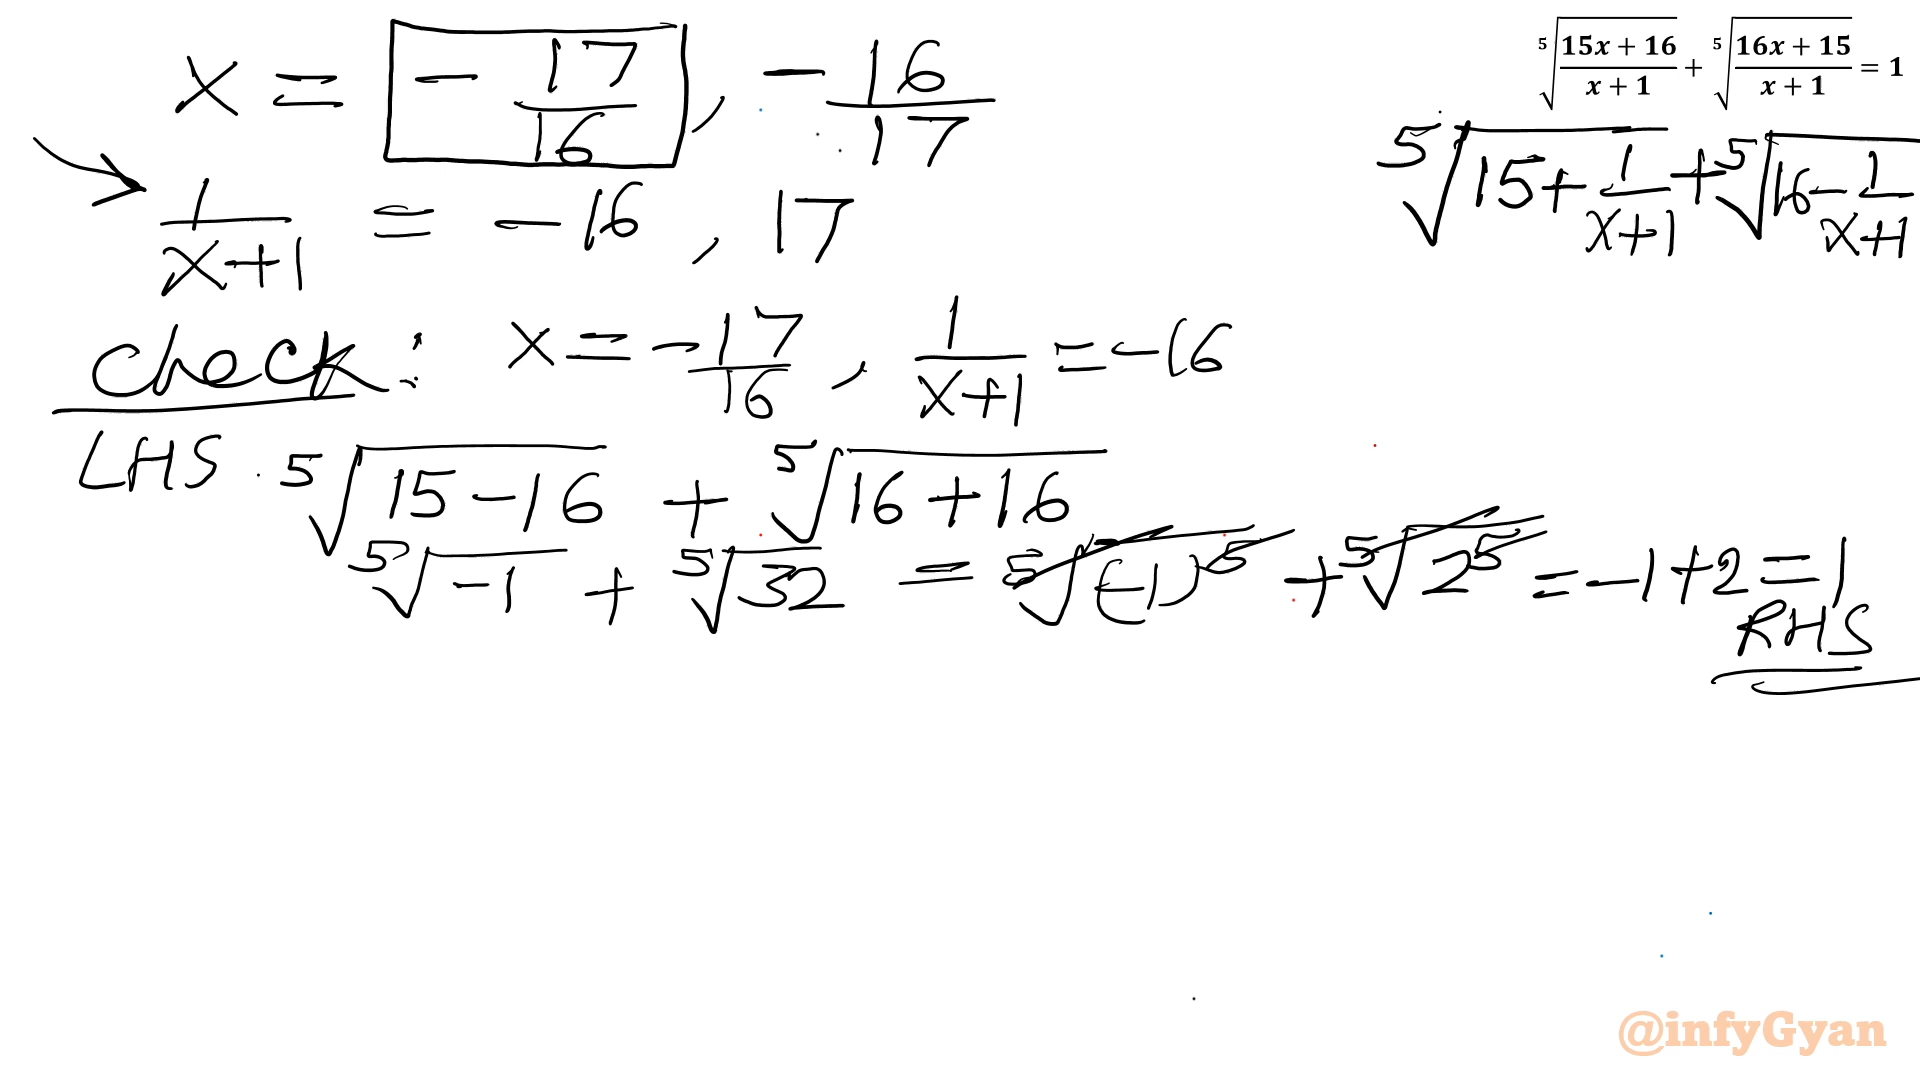 x = -17/16 , -16/17
⁵√((15x + 16)/(x + 1)) + ⁵√((16x + 15)/(x + 1)) = 1
⁵√(15 + 1/(x+1)) + ⁵√(16 - 1/(x+1))
1/(x+1) = -16 , 17
check: x = -17/16 , 1/(x+1) = -16
LHS ⁵√(15 - 16) + ⁵√(16 + 16)
⁵√(-1) + ⁵√32 = ⁵√((-1)⁵) + ⁵√(2⁵) = -1 + 2 = 1
RHS
@infyGyan